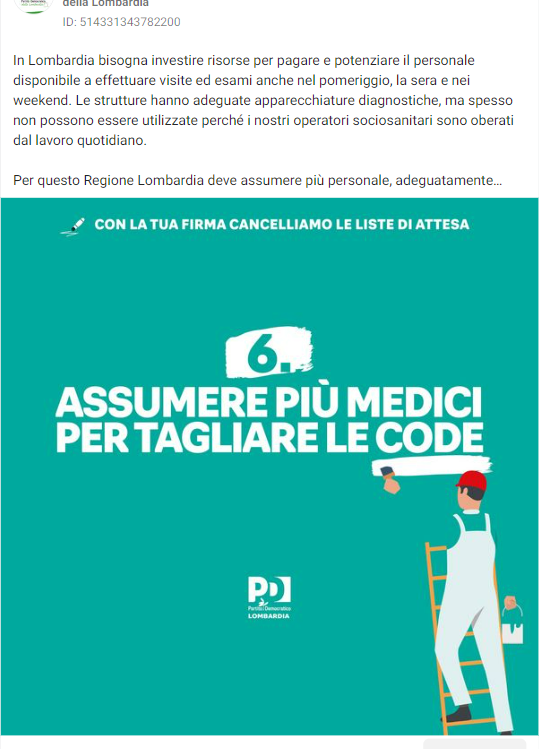 della Lombardia
ID: 514331343782200
In Lombardia bisogna investire risorse per pagare e potenziare il personale
disponibile a effettuare visite ed esami anche nel pomeriggio, la sera e nei
weekend. Le strutture hanno adeguate apparecchiature diagnostiche, ma spesso
non possono essere utilizzate perché i nostri operatori sociosanitari sono oberati
dal lavoro quotidiano.
Per questo Regione Lombardia deve assumere più personale, adeguatamente...
CON LA TUA FIRMA CANCELLIAMO LE LISTE DI ATTESA
6.
ASSUMERE PIÙ MEDICI
PER TAGLIARE LE CODE
PD
Partito Democratico
LOMBARDIA